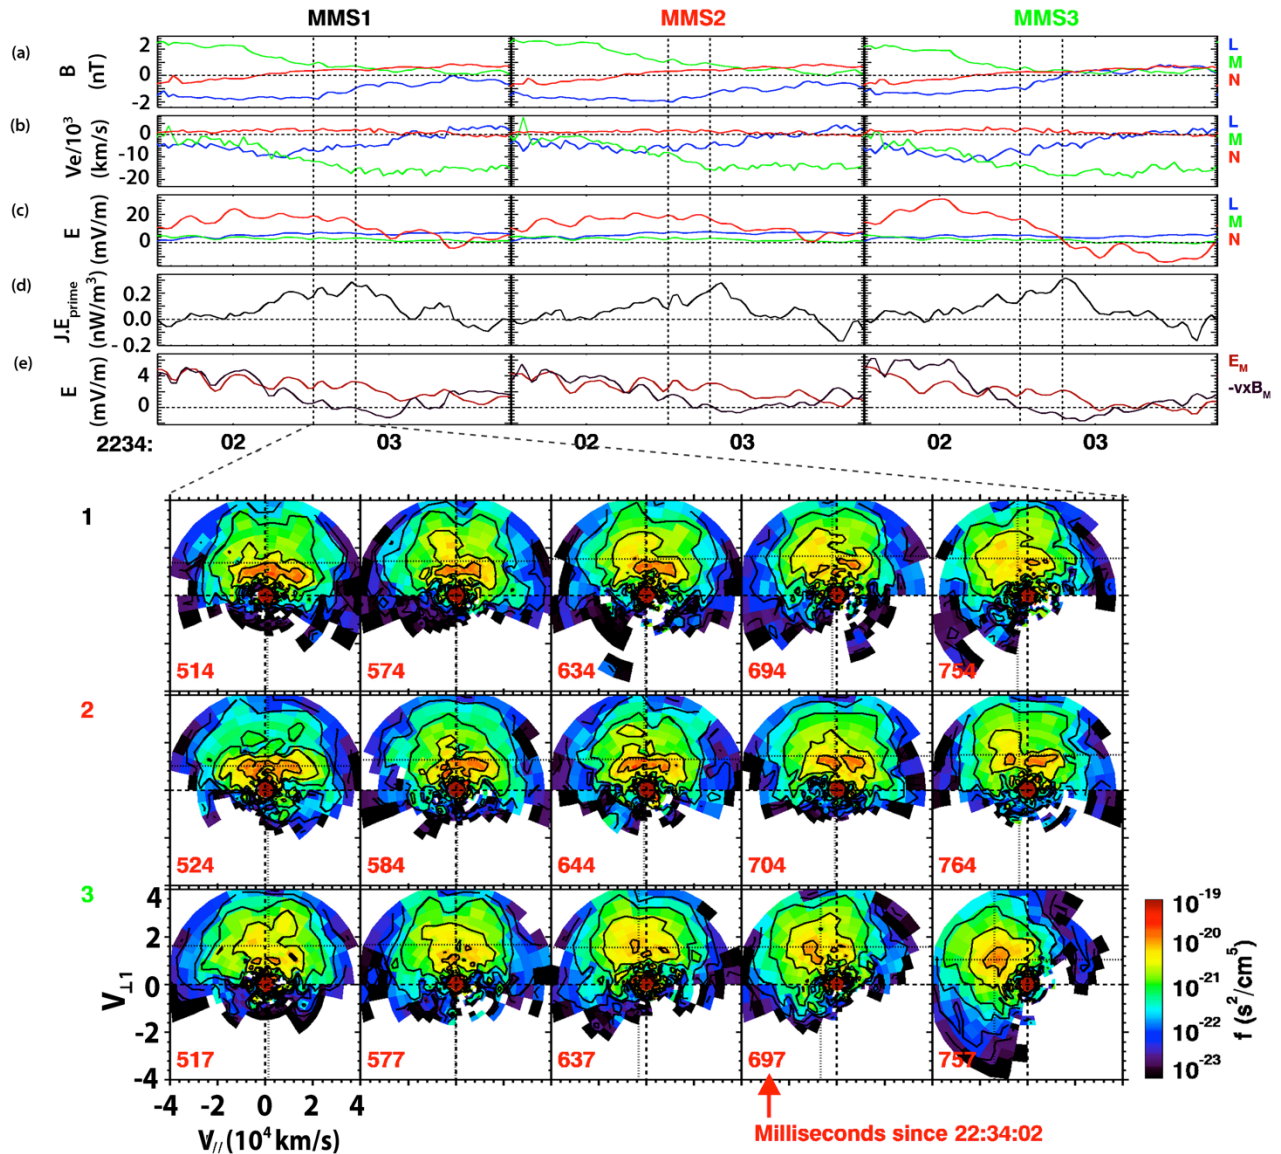 MMS1 MMS2 MMS3
(a) B (nT) 2 0 -2 L M N
(b) Ve/10³ (km/s) 0 -10 -20 L M N
(c) E (mV/m) 20 0 L M N
(d) J.E_prime (nW/m³) 0.2 0.0 -0.2
(e) E (mV/m) 4 0 E_M -vxB_M
2234: 02 03 02 03 02 03
1
514 574 634 694 754
2
524 584 644 704 764
3
517 577 637 697 757
V⊥1 4 2 0 -2 -4
-4 -2 0 2 4
V// (10⁴ km/s)
10⁻¹⁹
10⁻²⁰
10⁻²¹
10⁻²²
10⁻²³
f (s²/cm⁵)
Milliseconds since 22:34:02